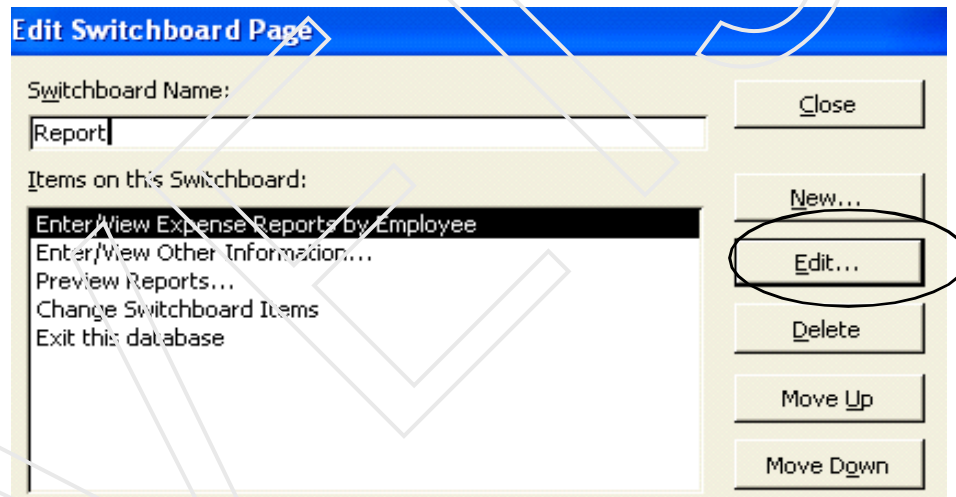 Edit Switchboard Page
Switchboard Name:
Close
Report
Items on this Switchboard:
New...
Enter/View Expense Reports by Employee
Enter/View Other Information...
Edit...
Preview Reports...
Change Switchboard Items
Exit this database
Delete
Move Up
Move Down